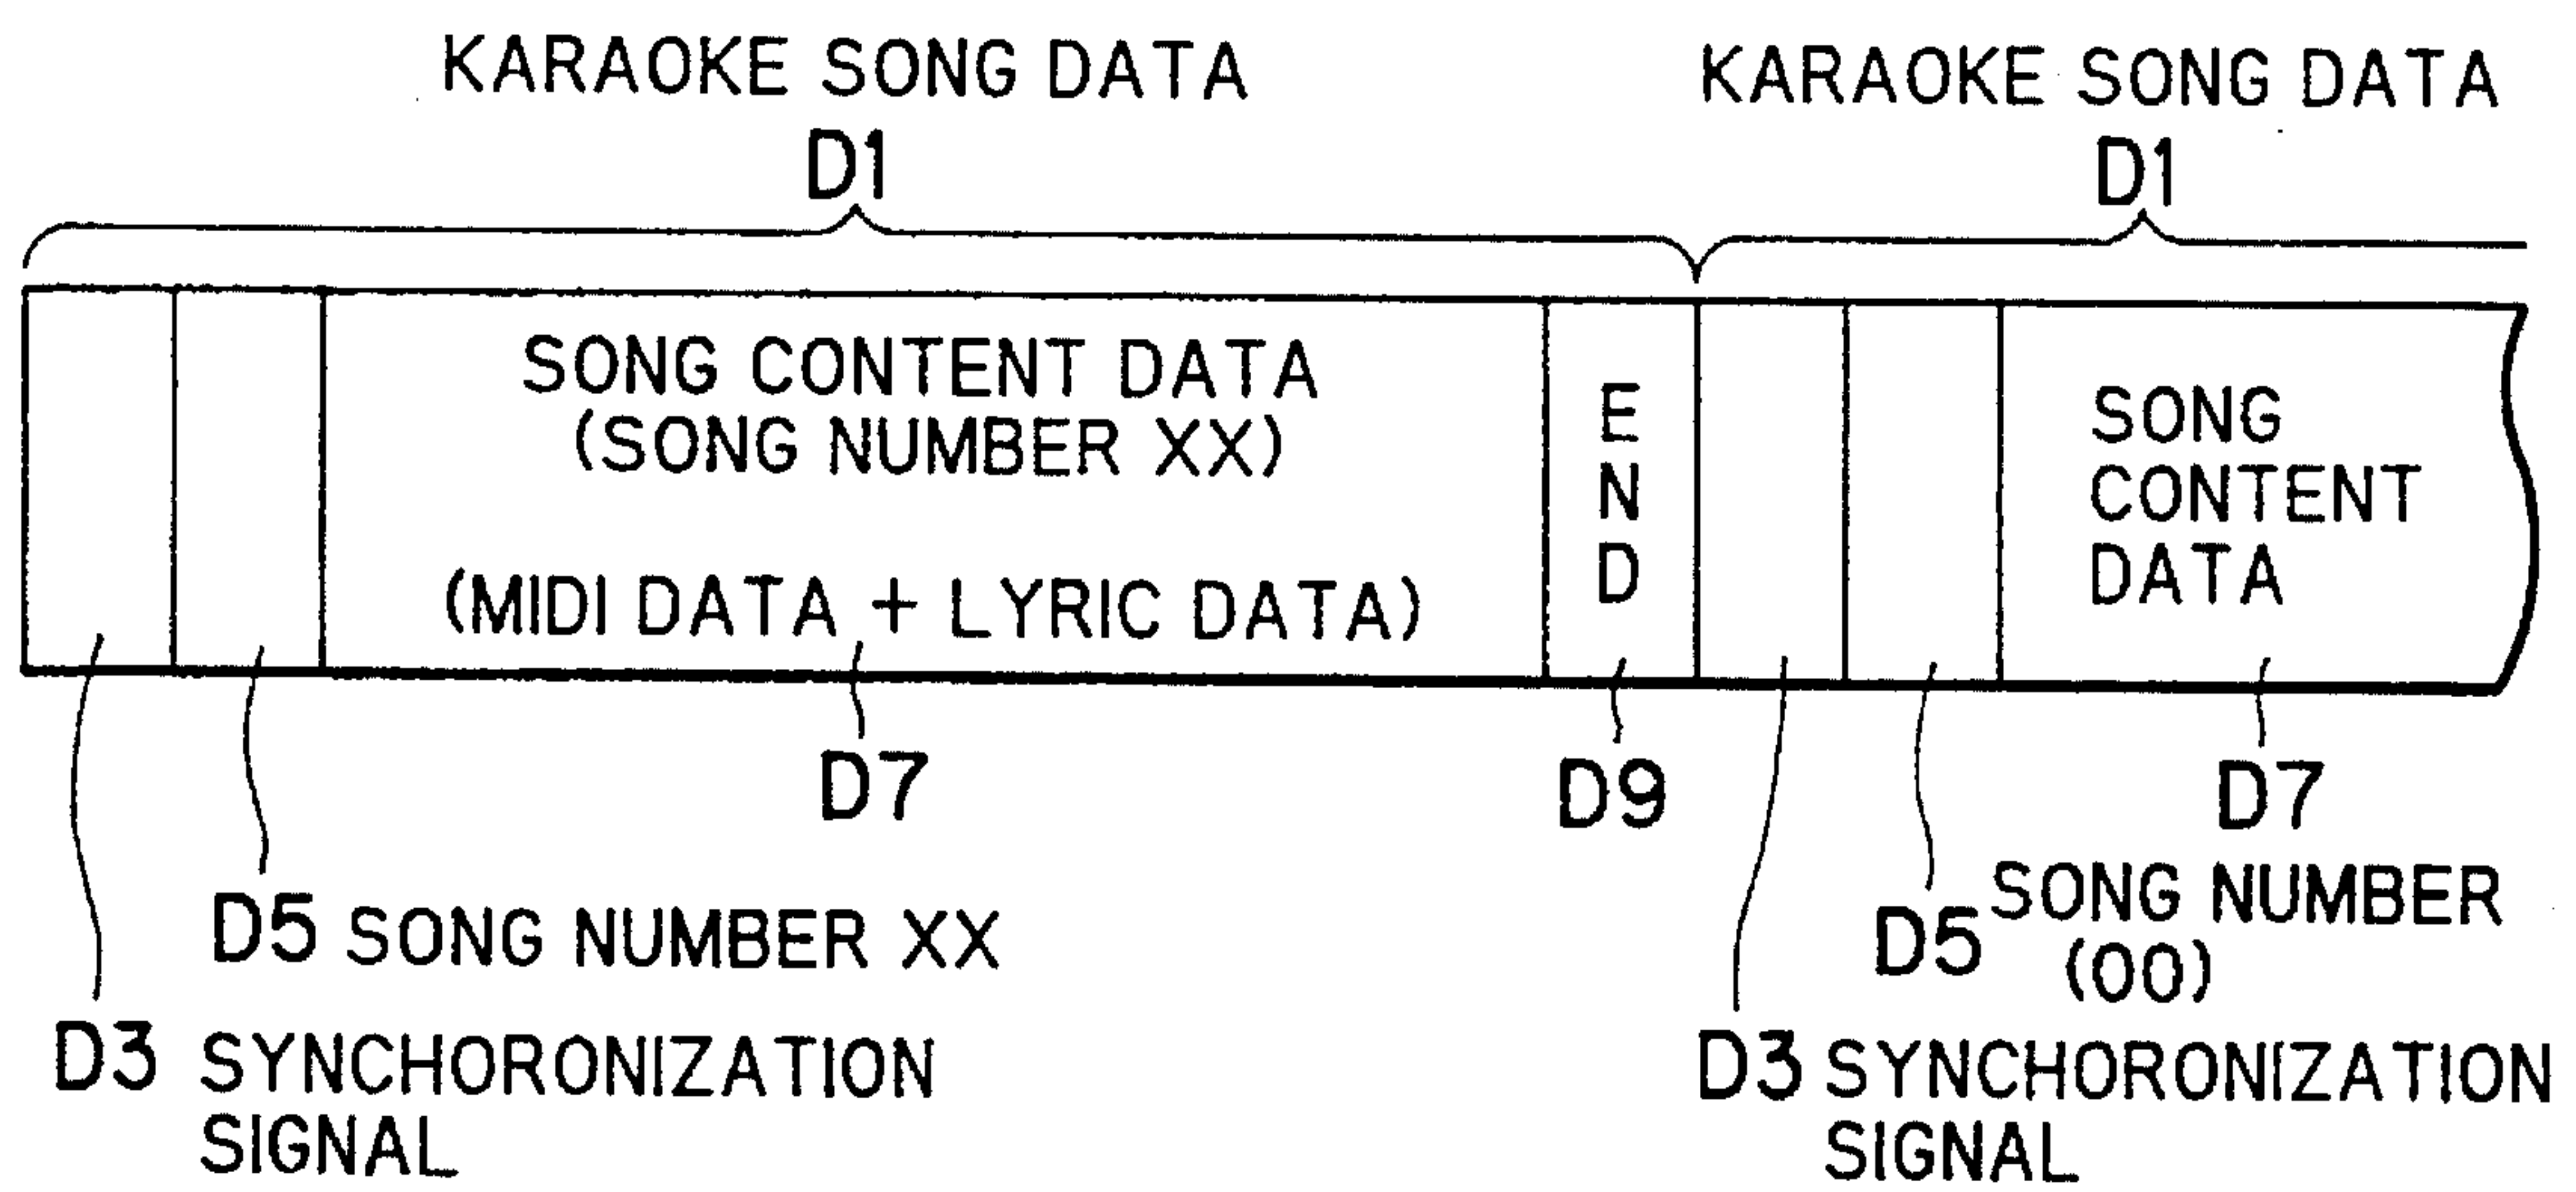 KARAOKE SONG DATA
D1
KARAOKE SONG DATA
D1
SONG CONTENT DATA
(SONG NUMBER XX)
(MIDI DATA + LYRIC DATA)
E
N
D
SONG
CONTENT
DATA
D7
D9
D7
D5 SONG NUMBER XX
D5 SONG NUMBER
(OO)
D3 SYNCHORONIZATION
SIGNAL
D3 SYNCHORONIZATION
SIGNAL